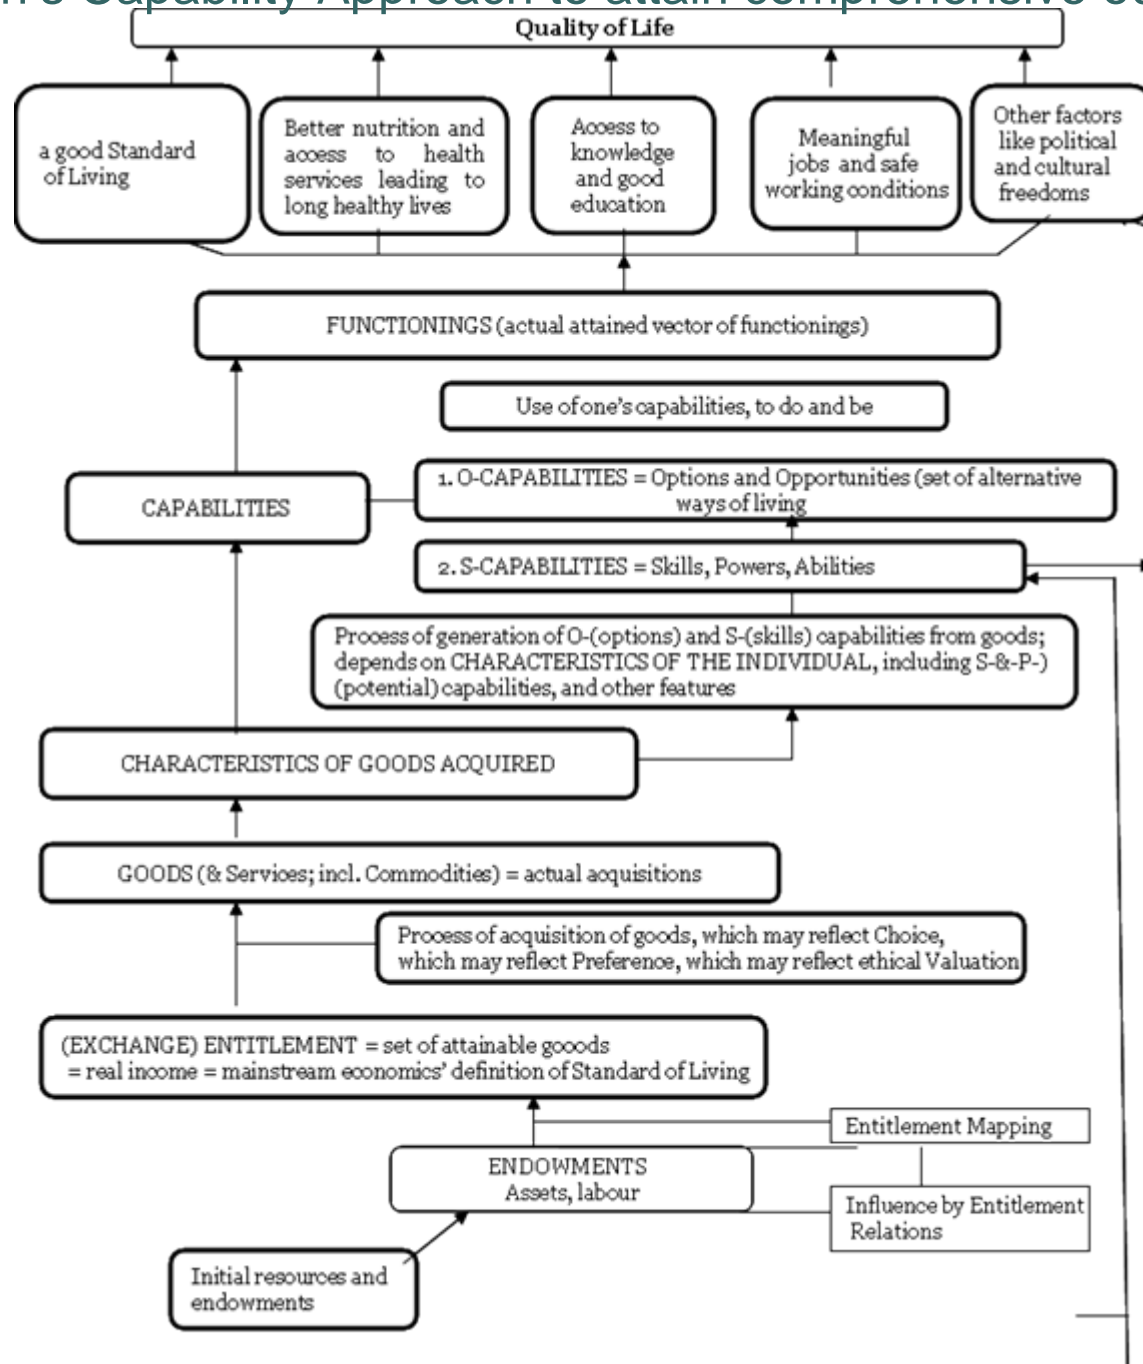 Quality of Life
a good Standard
of Living
Better nutrition and
access to health
services leading to
long healthy lives
Access to
knowledge
and good
education
Meaningful
jobs and safe
working conditions
Other factors
like political
and cultural
freedoms
FUNCTIONINGS (actual attained vector of functionings)
Use of one's capabilities, to do and be
CAPABILITIES
1. O-CAPABILITIES = Options and Opportunities (set of alternative
ways of living
2. S-CAPABILITIES = Skills, Powers, Abilities
Process of generation of O-(options) and S-(skills) capabilities from goods;
depends on CHARACTERISTICS OF THE INDIVIDUAL, including S-&-P-)
(potential) capabilities, and other features
CHARACTERISTICS OF GOODS ACQUIRED
GOODS (& Services; incl. Commodities) = actual acquisitions
Process of acquisition of goods, which may reflect Choice,
which may reflect Preference, which may reflect ethical Valuation
(EXCHANGE) ENTITLEMENT = set of attainable gooods
= real income = mainstream economics' definition of Standard of Living
Entitlement Mapping
ENDOWMENTS
Assets, labour
Influence by Entitlement
Relations
Initial resources and
endowments